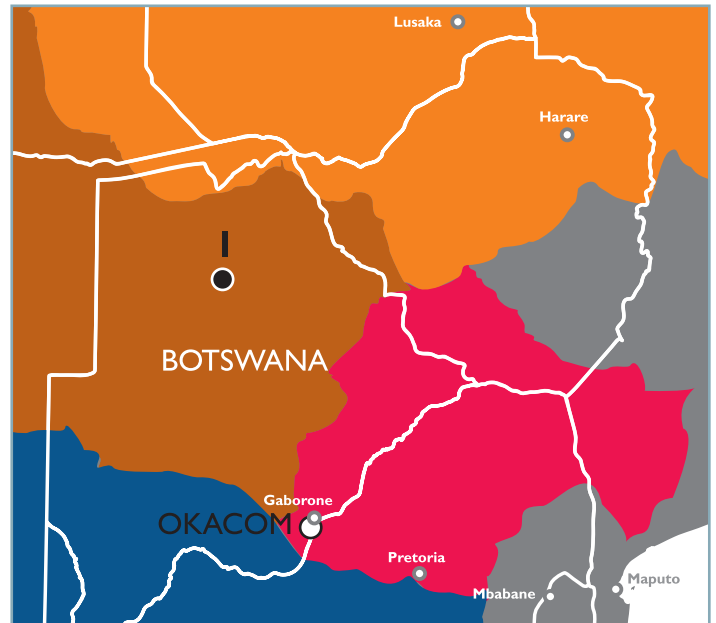 Lusaka
Harare
I
BOTSWANA
Gaborone
OKACOM
Pretoria
Maputo
Mbabane